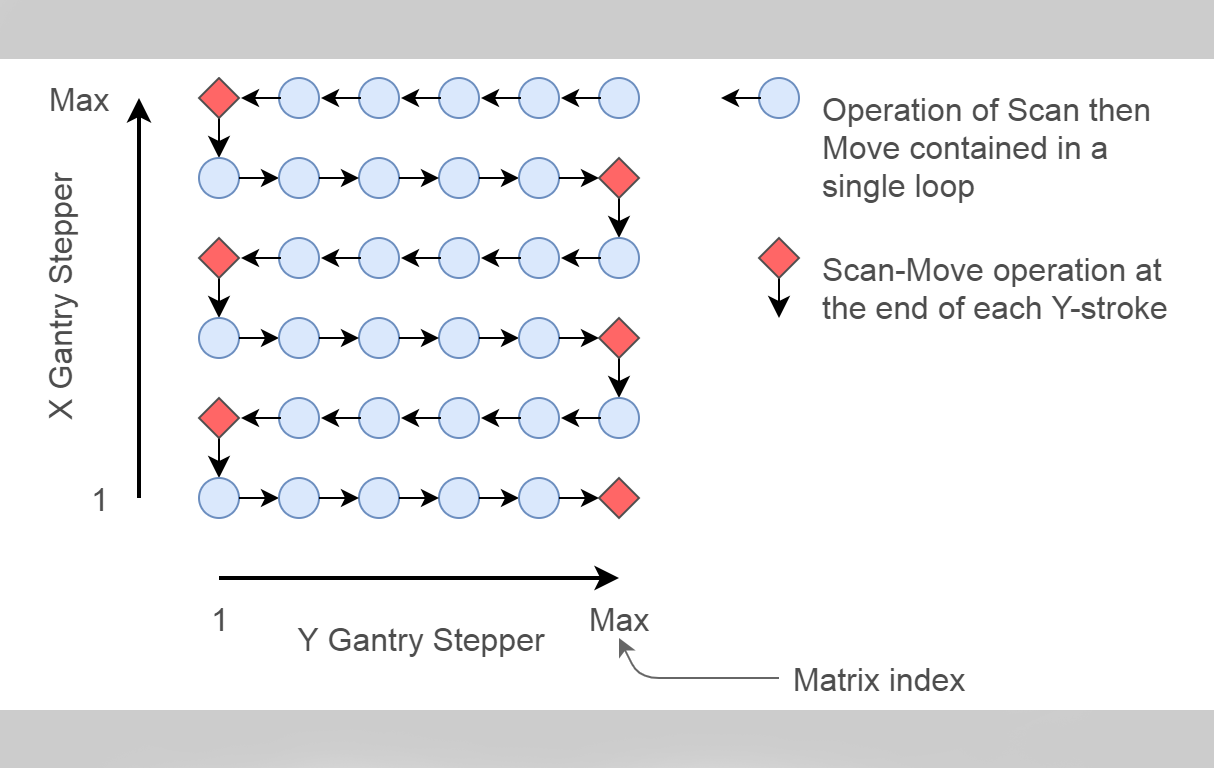 Max
Operation of Scan then
Move contained in a
single loop
X Gantry Stepper
Scan-Move operation at
the end of each Y-stroke
1
1
Max
Y Gantry Stepper
Matrix index